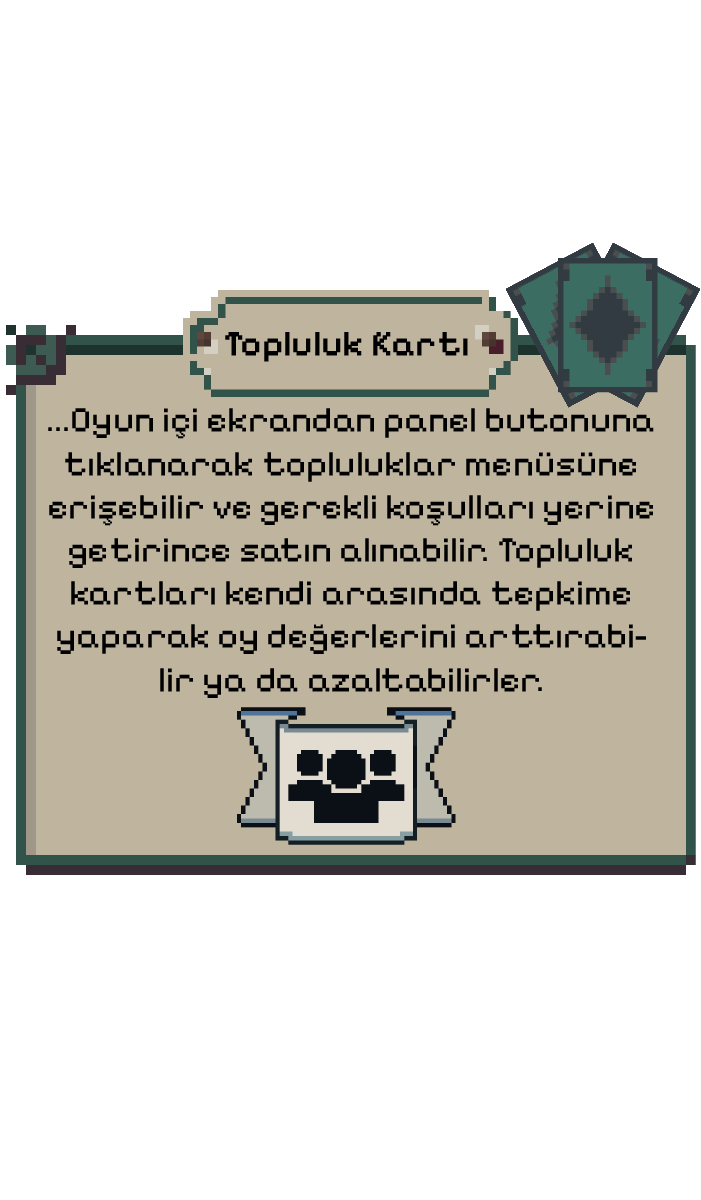 Topluluk Kartı
...Oyun içi ekrandan panel butonuna
tıklanarak topluluklar menüsüne
erişebilir ve gerekli koşulları yerine
getirince satın alınabilir. Topluluk
kartları kendi arasında tepkime
yaparak oy değerlerini arttırabi-
lir ya da azaltabilirler.